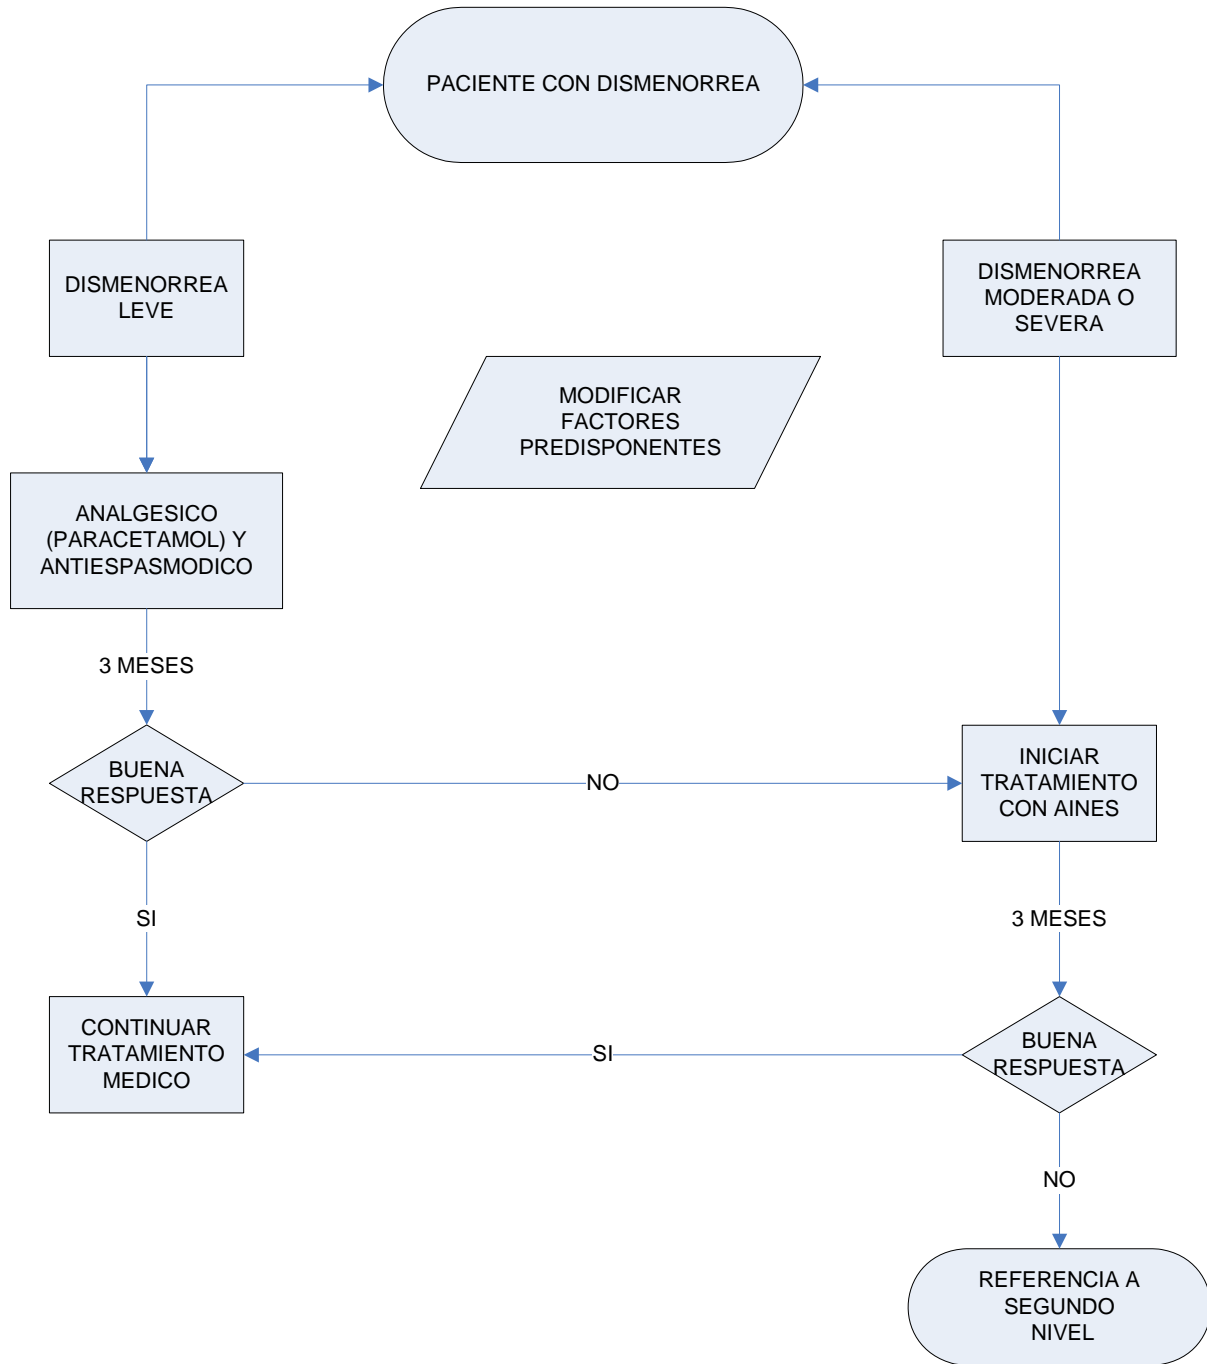 PACIENTE CON DISMENORREA
DISMENORREA
LEVE
DISMENORREA
MODERADA O
SEVERA
MODIFICAR
FACTORES
PREDISPONENTES
ANALGESICO
(PARACETAMOL) Y
ANTIESPASMODICO
3 MESES
BUENA
RESPUESTA
NO
INICIAR
TRATAMIENTO
CON AINES
SI
3 MESES
CONTINUAR
TRATAMIENTO
MEDICO
SI
BUENA
RESPUESTA
NO
REFERENCIA A
SEGUNDO
NIVEL